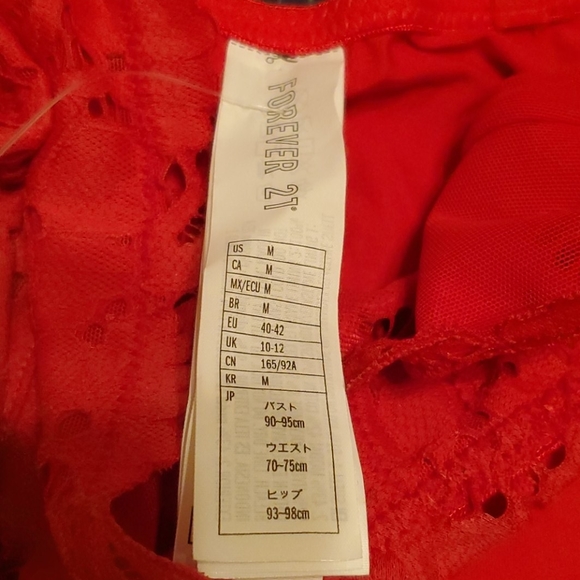 FOREVER 21
US M
CA M
MX/ECU M
BR M
EU 40-42
UK 10-12
CN 165/92A
KR M
JP バスト
90~95cm
ウエスト
70~75cm
ヒップ
93~98cm